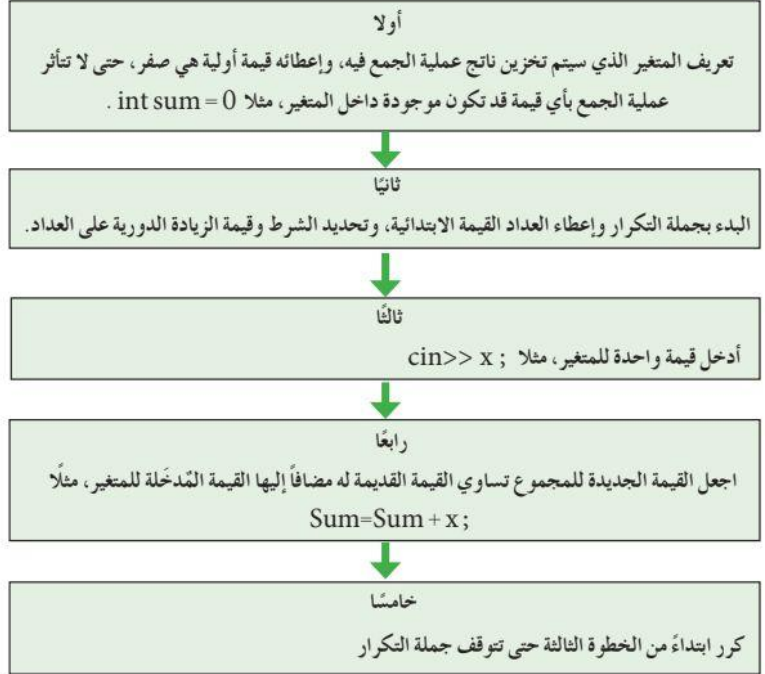 أولا
تعريف المتغير الذي سيتم تخزين ناتج عملية الجمع فيه، وإعطائه قيمة أولية هي صفر، حتى لا تتأثر
عملية الجمع بأي قيمة قد تكون موجودة داخل المتغير، مثلا int sum = 0 .
ثانيًا
البدء بجملة التكرار وإعطاء العداد القيمة الابتدائية، وتحديد الشرط وقيمة الزيادة الدورية على العداد.
ثالثًا
أدخل قيمة واحدة للمتغير، مثلا cin>> x ;
رابعًا
اجعل القيمة الجديدة للمجموع تساوي القيمة القديمة له مضافاً إليها القيمة المٌدخَلة للمتغير، مثلًا
Sum=Sum + x ;
خامسًا
كرر ابتداءً من الخطوة الثالثة حتى تتوقف جملة التكرار